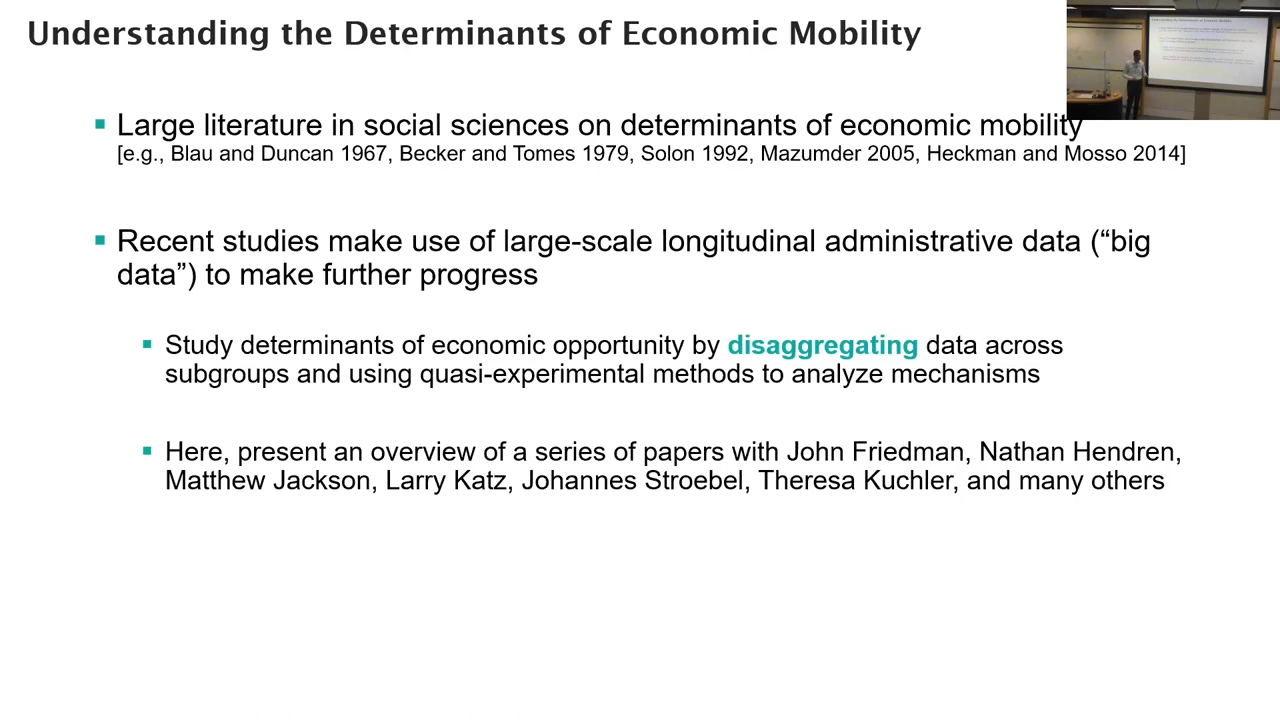 Understanding the Determinants of Economic Mobility
▪ Large literature in social sciences on determinants of economic mobility
[e.g., Blau and Duncan 1967, Becker and Tomes 1979, Solon 1992, Mazumder 2005, Heckman and Mosso 2014]
▪ Recent studies make use of large-scale longitudinal administrative data (“big
data”) to make further progress
▪ Study determinants of economic opportunity by disaggregating data across
subgroups and using quasi-experimental methods to analyze mechanisms
▪ Here, present an overview of a series of papers with John Friedman, Nathan Hendren,
Matthew Jackson, Larry Katz, Johannes Stroebel, Theresa Kuchler, and many others